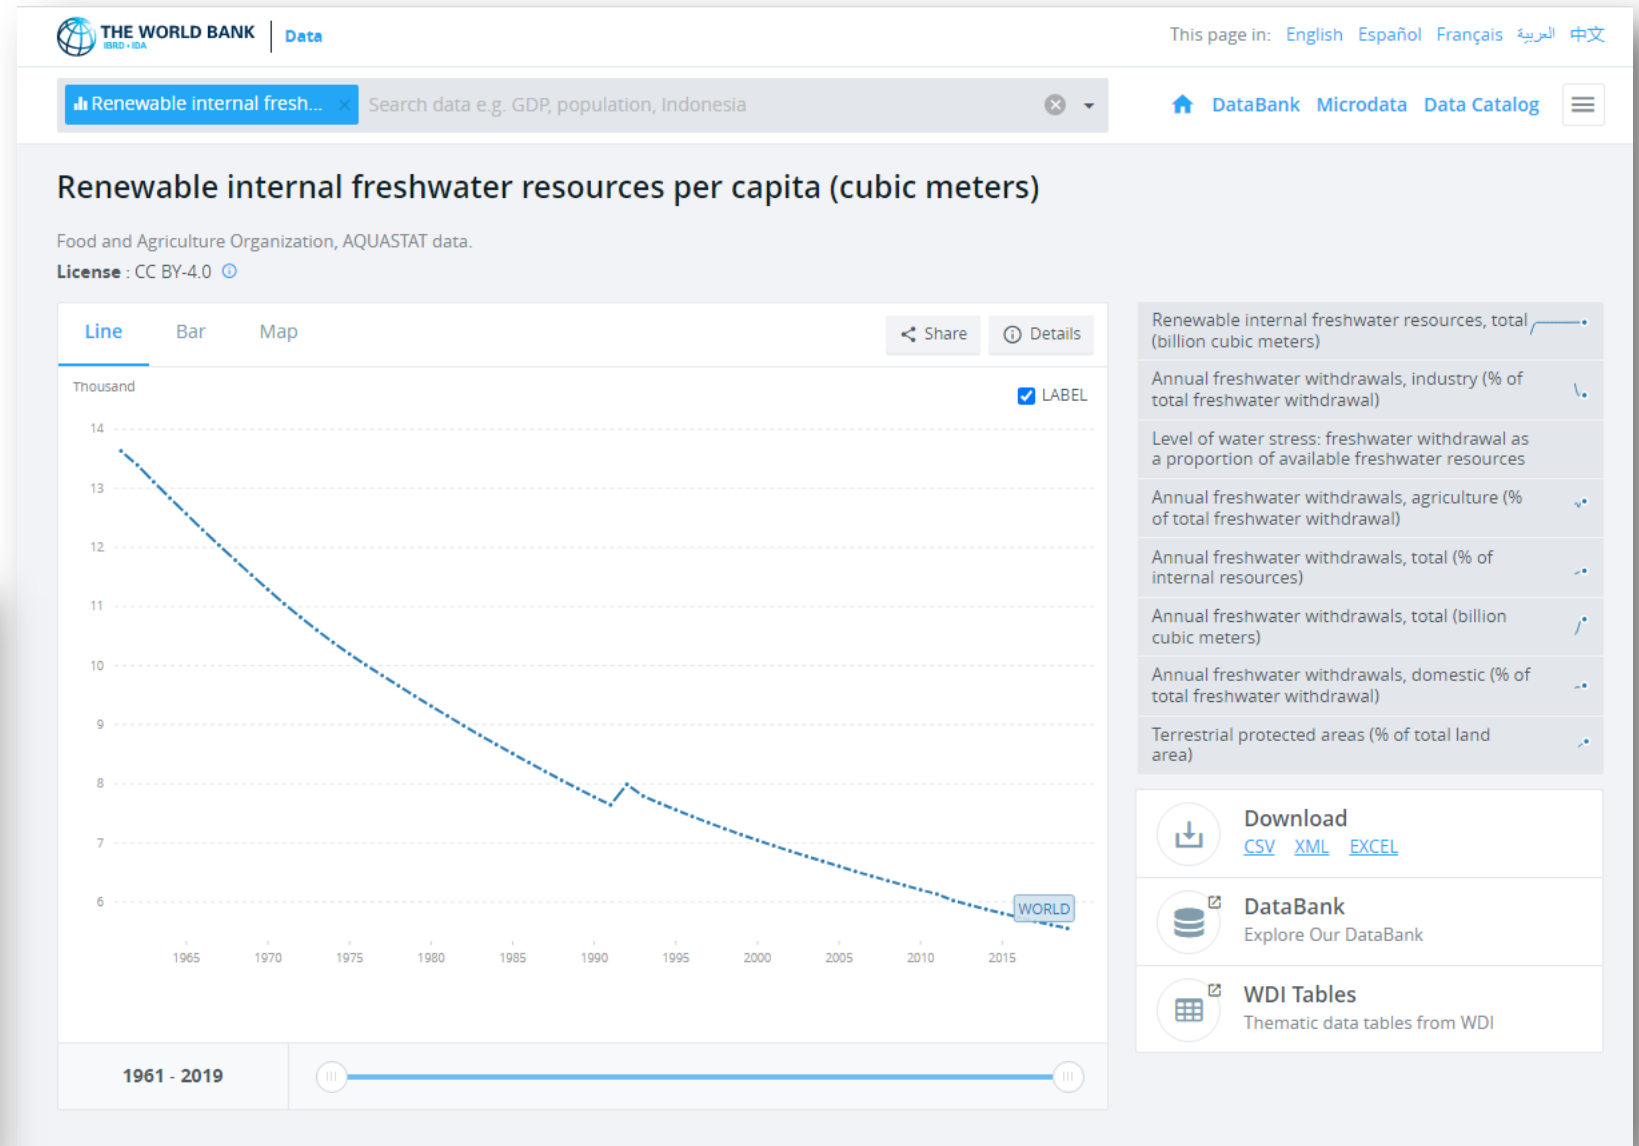 THE WORLD BANK
IBRD • IDA
Data
This page in: English Español Français العربية 中文
Renewable internal fresh... ×
Search data e.g. GDP, population, Indonesia
DataBank Microdata Data Catalog
Renewable internal freshwater resources per capita (cubic meters)
Food and Agriculture Organization, AQUASTAT data.
License : CC BY-4.0
Line Bar Map
Share Details
Thousand
LABEL
14
13
12
11
10
9
8
7
6
WORLD
1965 1970 1975 1980 1985 1990 1995 2000 2005 2010 2015
1961 - 2019
Renewable internal freshwater resources, total
(billion cubic meters)
Annual freshwater withdrawals, industry (% of
total freshwater withdrawal)
Level of water stress: freshwater withdrawal as
a proportion of available freshwater resources
Annual freshwater withdrawals, agriculture (%
of total freshwater withdrawal)
Annual freshwater withdrawals, total (% of
internal resources)
Annual freshwater withdrawals, total (billion
cubic meters)
Annual freshwater withdrawals, domestic (% of
total freshwater withdrawal)
Terrestrial protected areas (% of total land
area)
Download
CSV XML EXCEL
DataBank
Explore Our DataBank
WDI Tables
Thematic data tables from WDI